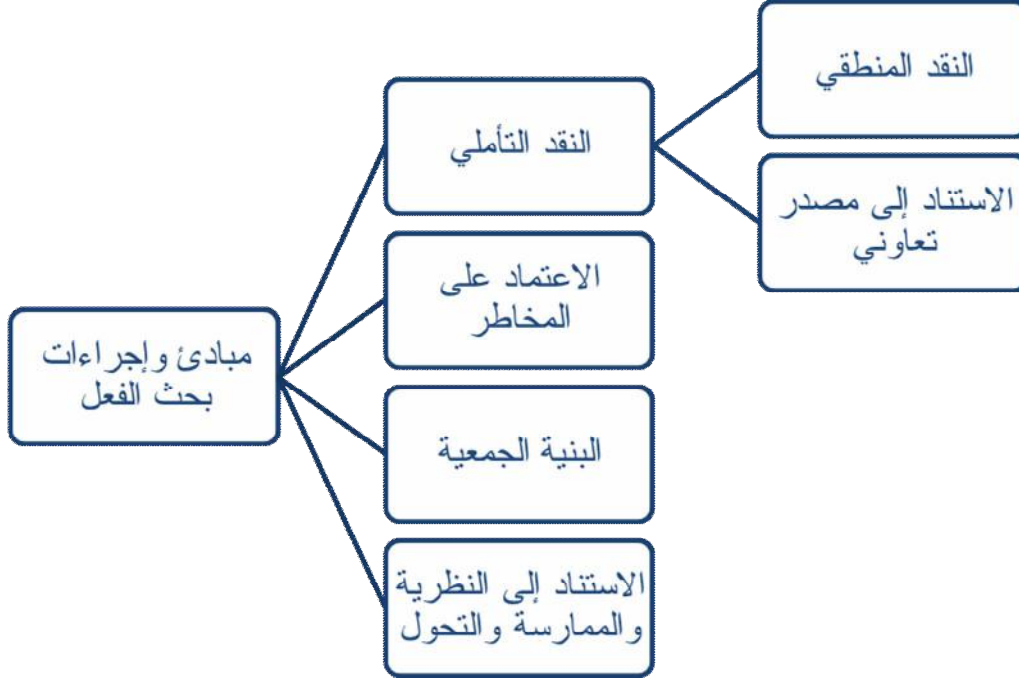 مبادئ وإجراءات
بحث الفعل
النقد التأملي
النقد المنطقي
الاستناد إلى مصدر
تعاوني
الاعتماد على
المخاطر
البنية الجمعية
الاستناد إلى النظرية
والممارسة والتحول